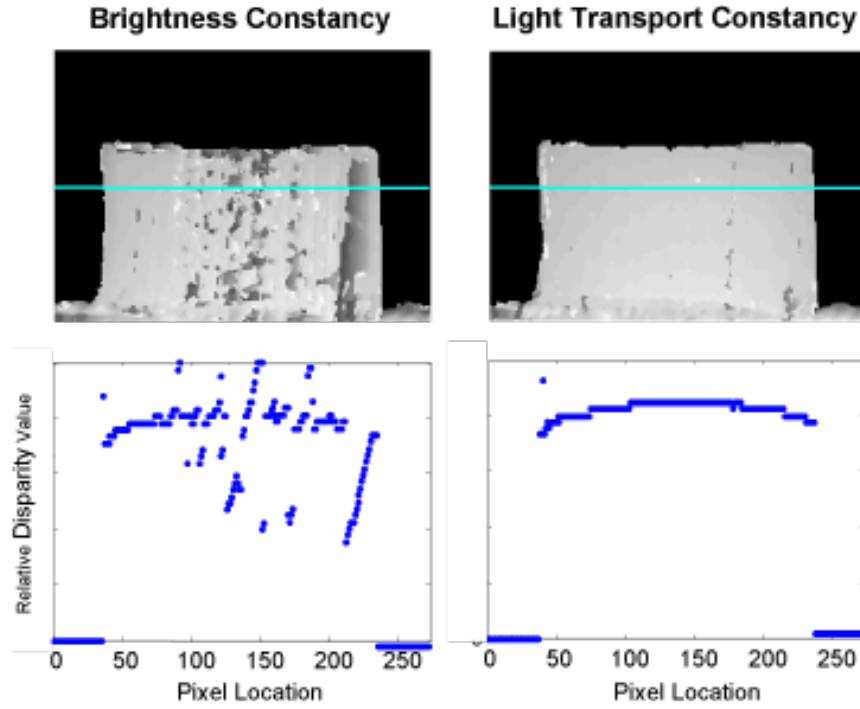 Brightness Constancy
Light Transport Constancy
Relative Disparity Value
0 50 100 150 200 250
Pixel Location
0 50 100 150 200 250
Pixel Location